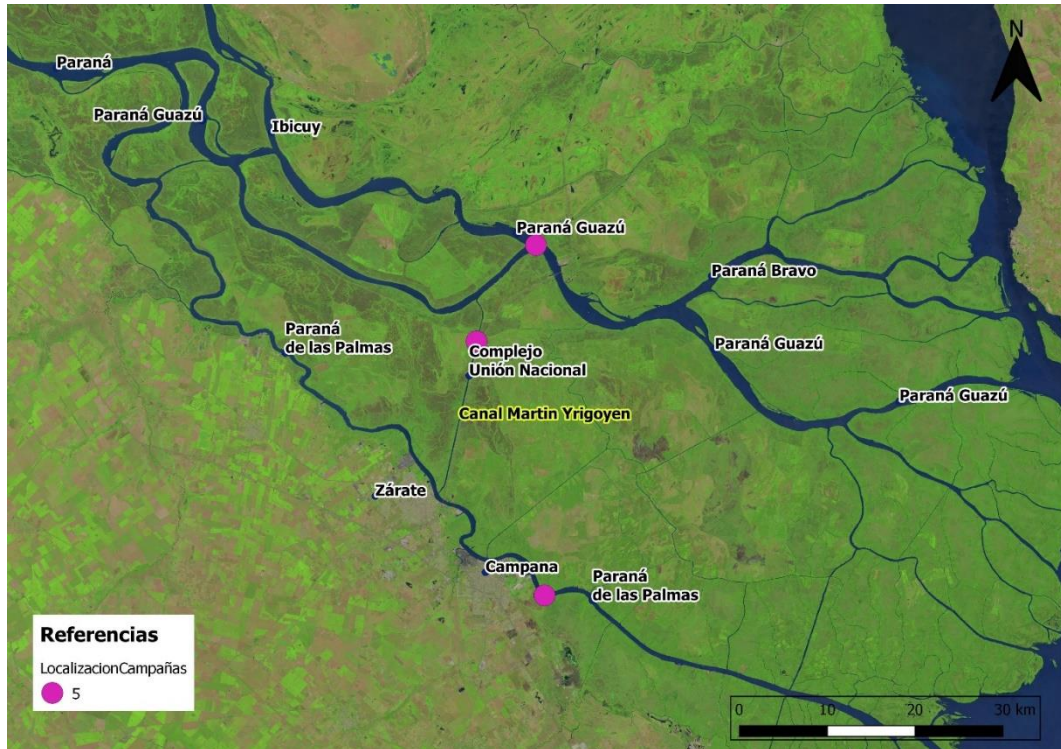 N
Paraná
Paraná Guazú
Ibicuy
Paraná Guazú
Paraná Bravo
Paraná
de las Palmas
Paraná Guazú
Complejo
Unión Nacional
Paraná Guazú
Canal Martin Yrigoyen
Zárate
Campana
Paraná
de las Palmas
Referencias
LocalizacionCampañas
5
0 10 20 30 km